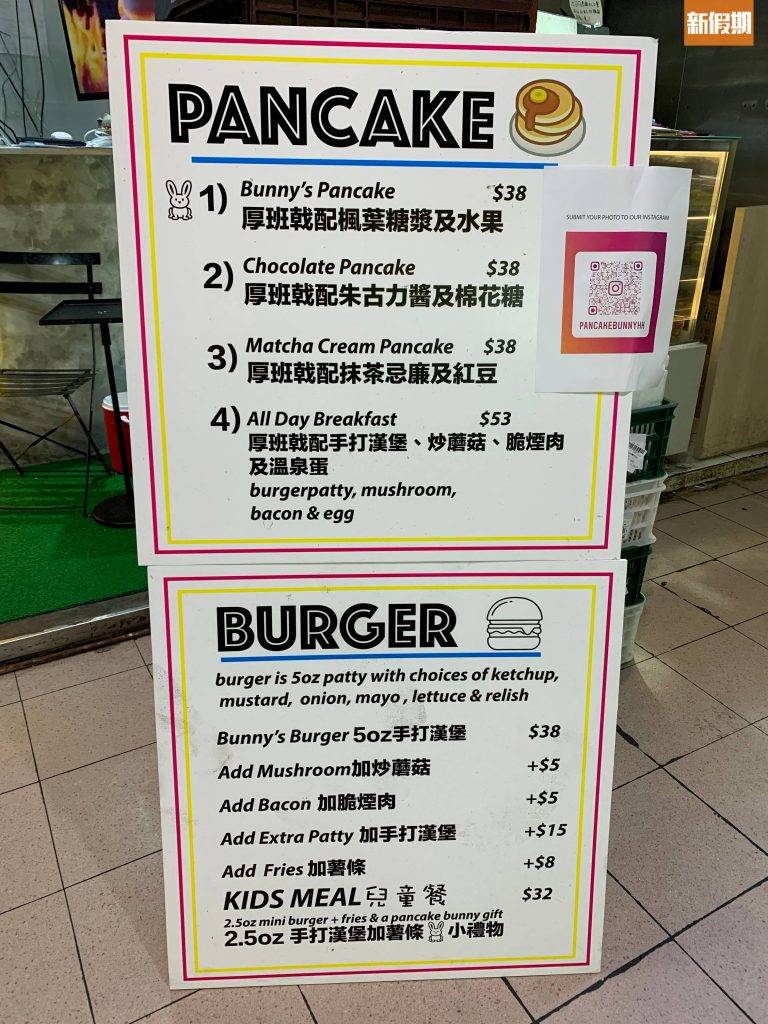 新假期
PANCAKE
1) Bunny's Pancake $38
厚班戟配楓葉糖漿及水果
2) Chocolate Pancake $38
厚班戟配朱古力醬及棉花糖
3) Matcha Cream Pancake $38
厚班戟配抹茶忌廉及紅豆
4) All Day Breakfast $53
厚班戟配手打漢堡、炒蘑菇、脆煙肉
及溫泉蛋
burgerpatty, mushroom,
bacon & egg
SUBMIT YOUR PHOTO TO OUR INSTAGRAM
PANCAKEBUNNYHK
BURGER
burger is 5oz patty with choices of ketchup,
mustard, onion, mayo , lettuce & relish
Bunny's Burger 5oz手打漢堡 $38
Add Mushroom加炒蘑菇 +$5
Add Bacon 加脆煙肉 +$5
Add Extra Patty 加手打漢堡 +$15
Add Fries 加薯條 +$8
KIDS MEAL 兒童餐 $32
2.5oz mini burger + fries & a pancake bunny gift
2.5oz 手打漢堡加薯條 小禮物